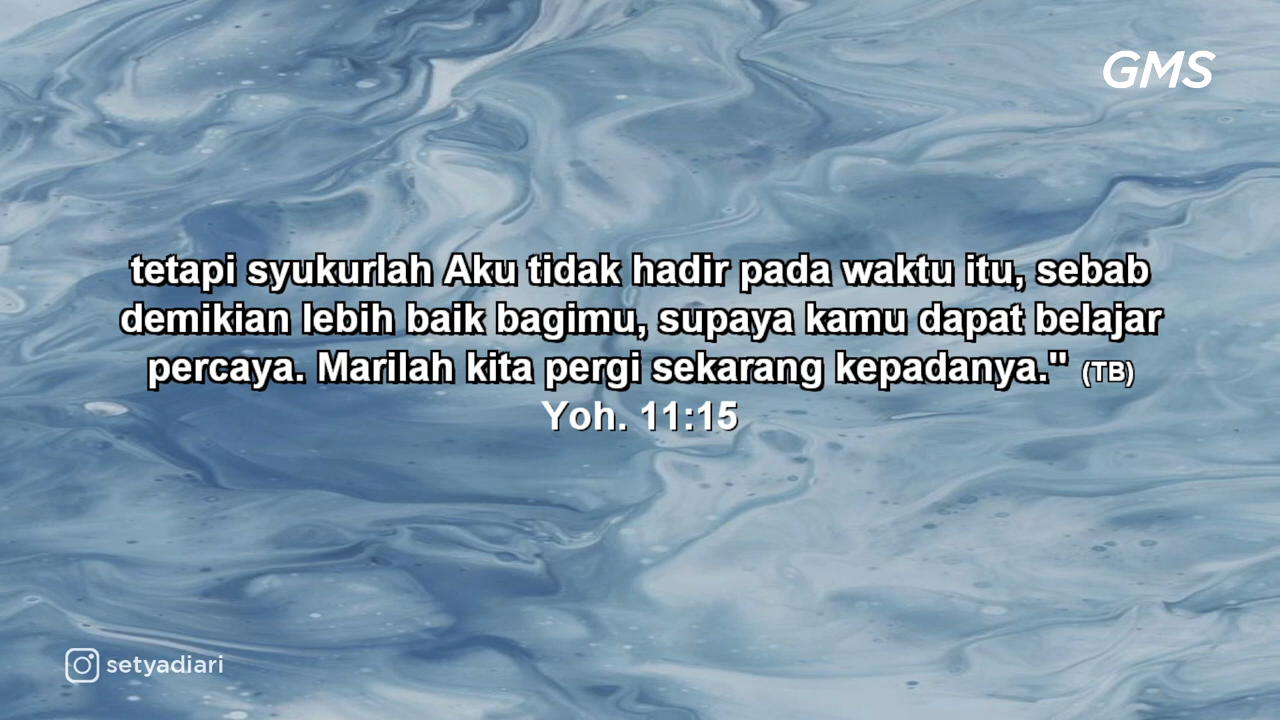 GMS
tetapi syukurlah Aku tidak hadir pada waktu itu, sebab
demikian lebih baik bagimu, supaya kamu dapat belajar
percaya. Marilah kita pergi sekarang kepadanya." (TB)
Yoh. 11:15
setyadiari